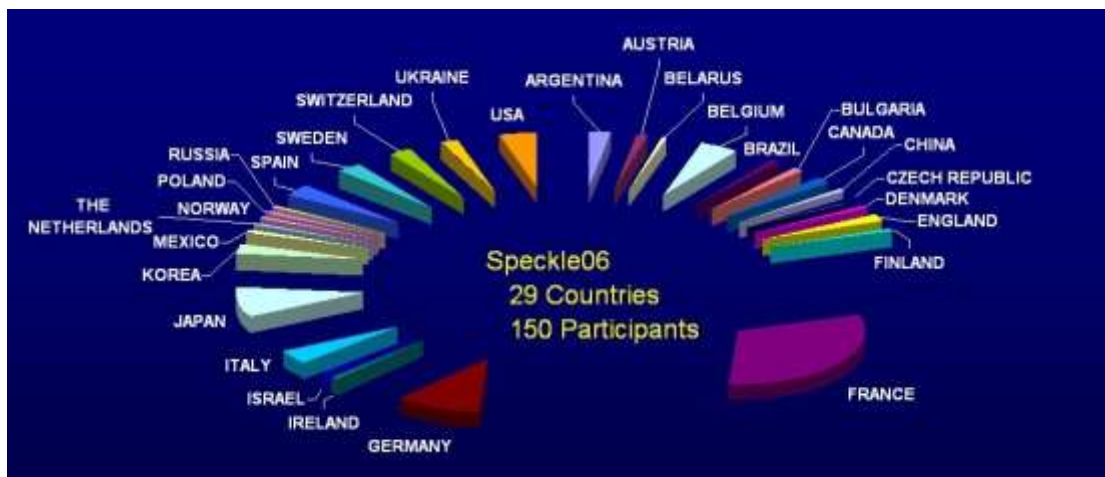 AUSTRIA
UKRAINE
ARGENTINA
BELARUS
SWITZERLAND
USA
BELGIUM
BULGARIA
SWEDEN
BRAZIL
CANADA
CHINA
RUSSIA
SPAIN
POLAND
CZECH REPUBLIC
THE
NETHERLANDS
NORWAY
DENMARK
ENGLAND
MEXICO
KOREA
FINLAND
Speckle06
29 Countries
150 Participants
JAPAN
ITALY
ISRAEL
IRELAND
GERMANY
FRANCE